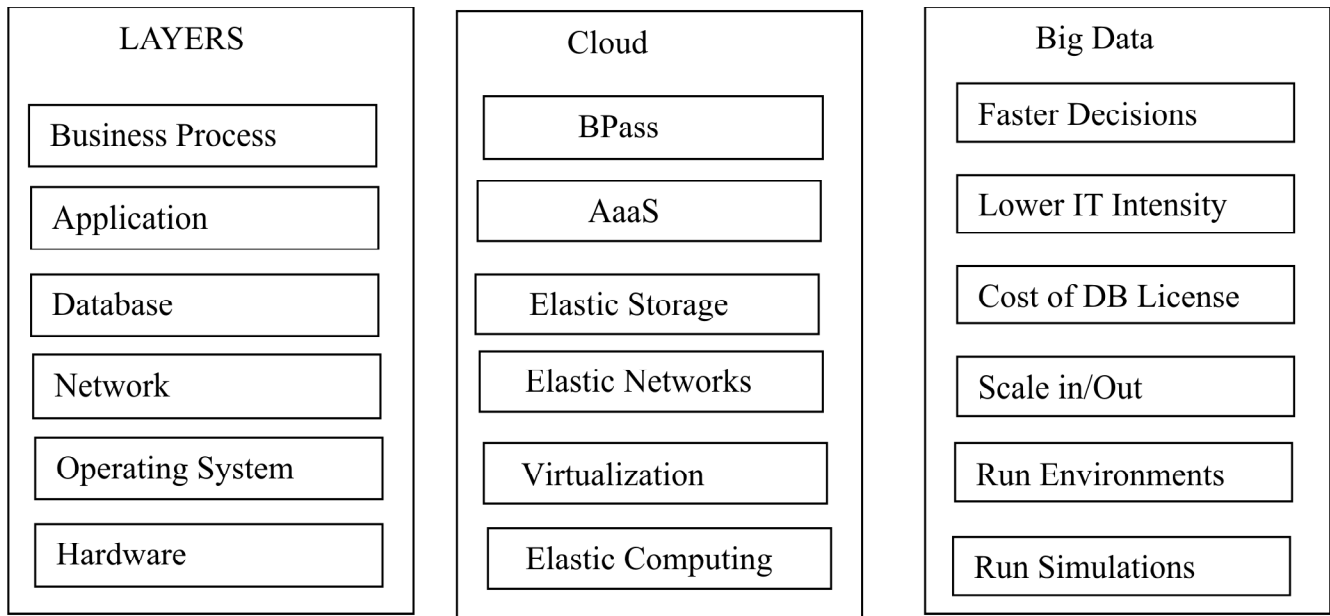 LAYERS
Business Process
Application
Database
Network
Operating System
Hardware
Cloud
BPass
AaaS
Elastic Storage
Elastic Networks
Virtualization
Elastic Computing
Big Data
Faster Decisions
Lower IT Intensity
Cost of DB License
Scale in/Out
Run Environments
Run Simulations